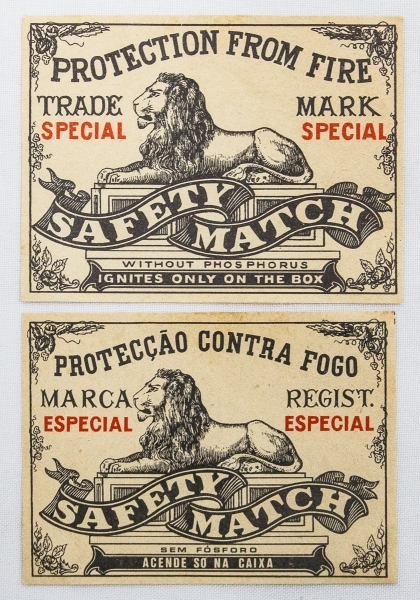 PROTECTION FROM FIRE
TRADE MARK
SPECIAL SPECIAL
SAFETY MATCH
WITHOUT PHOSPHORUS
IGNITES ONLY ON THE BOX
PROTECÇÃO CONTRA FOGO
MARCA REGIST.
ESPECIAL ESPECIAL
SAFETY MATCH
SEM FÓSFORO
ACENDE SO NA CAIXA